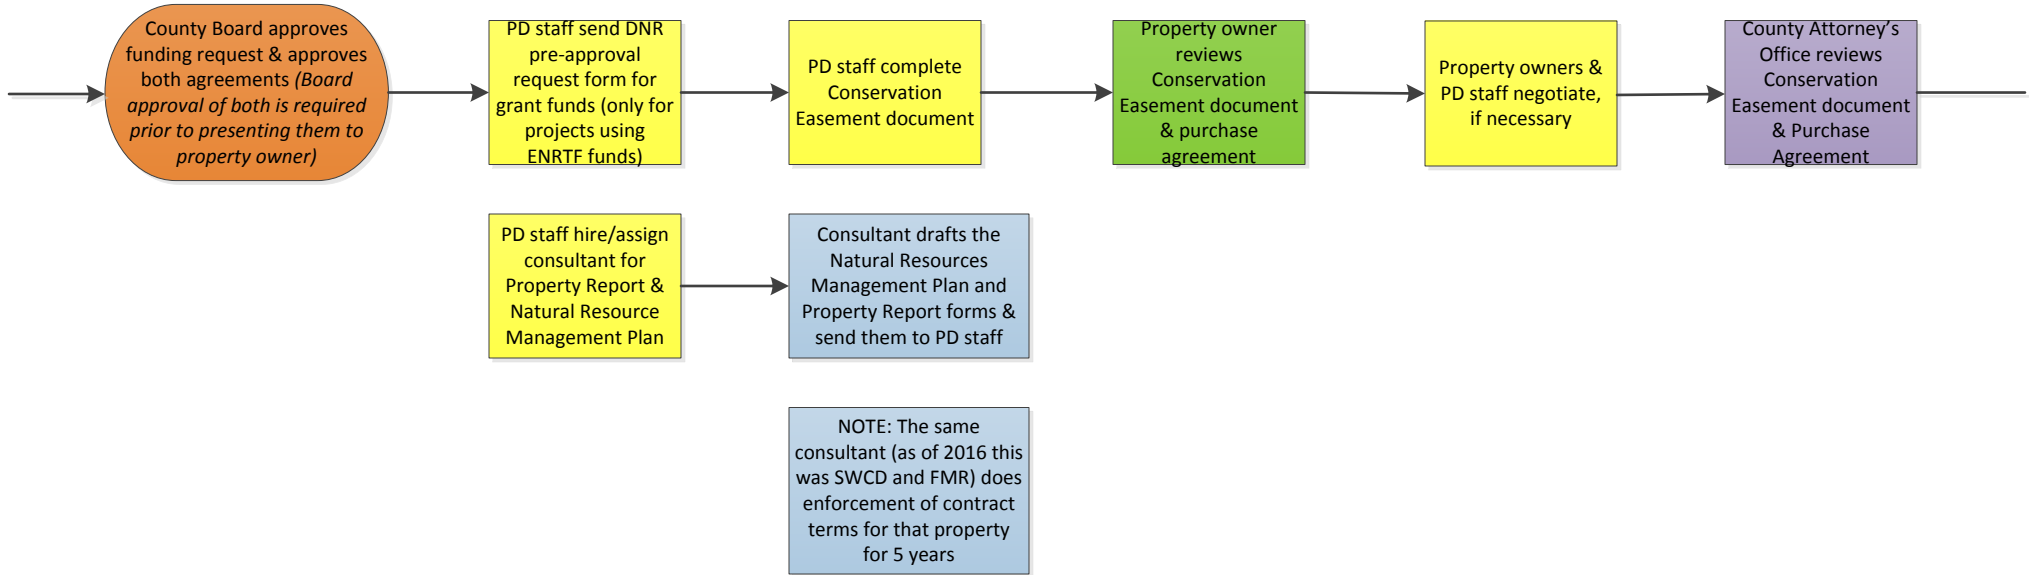 County Board approves
funding request & approves
both agreements (Board
approval of both is required
prior to presenting them to
property owner)
PD staff send DNR
pre-approval
request form for
grant funds (only for
projects using
ENRTF funds)
PD staff complete
Conservation
Easement document
Property owner
reviews
Conservation
Easement document
& purchase
agreement
Property owners &
PD staff negotiate,
if necessary
County Attorney’s
Office reviews
Conservation
Easement document
& Purchase
Agreement
PD staff hire/assign
consultant for
Property Report &
Natural Resource
Management Plan
Consultant drafts the
Natural Resources
Management Plan and
Property Report forms &
send them to PD staff
NOTE: The same
consultant (as of 2016 this
was SWCD and FMR) does
enforcement of contract
terms for that property
for 5 years